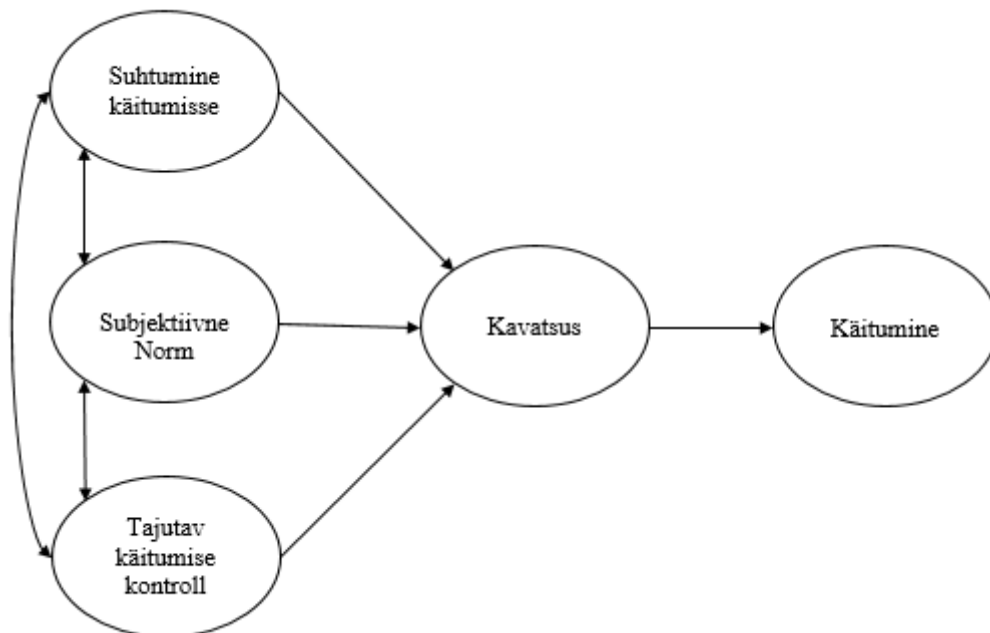 Suhtumine
käitumisse
Subjektiivne
Norm
Tajutav
käitumise
kontroll
Kavatsus
Käitumine